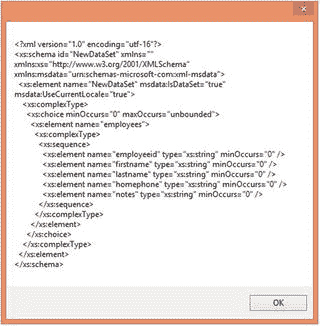 <?xml version="1.0" encoding="utf-16"?>
<xs:schema id="NewDataSet" xmlns=""
xmlns:xs="http://www.w3.org/2001/XMLSchema"
xmlns:msdata="urn:schemas-microsoft-com:xml-msdata">
<xs:element name="NewDataSet" msdata:IsDataSet="true"
msdata:UseCurrentLocale="true">
<xs:complexType>
<xs:choice minOccurs="0" maxOccurs="unbounded">
<xs:element name="employees">
<xs:complexType>
<xs:sequence>
<xs:element name="employeeid" type="xs:string" minOccurs="0" />
<xs:element name="firstname" type="xs:string" minOccurs="0" />
<xs:element name="lastname" type="xs:string" minOccurs="0" />
<xs:element name="homephone" type="xs:string" minOccurs="0" />
<xs:element name="notes" type="xs:string" minOccurs="0" />
</xs:sequence>
</xs:complexType>
</xs:element>
</xs:choice>
</xs:complexType>
</xs:element>
</xs:schema>
OK